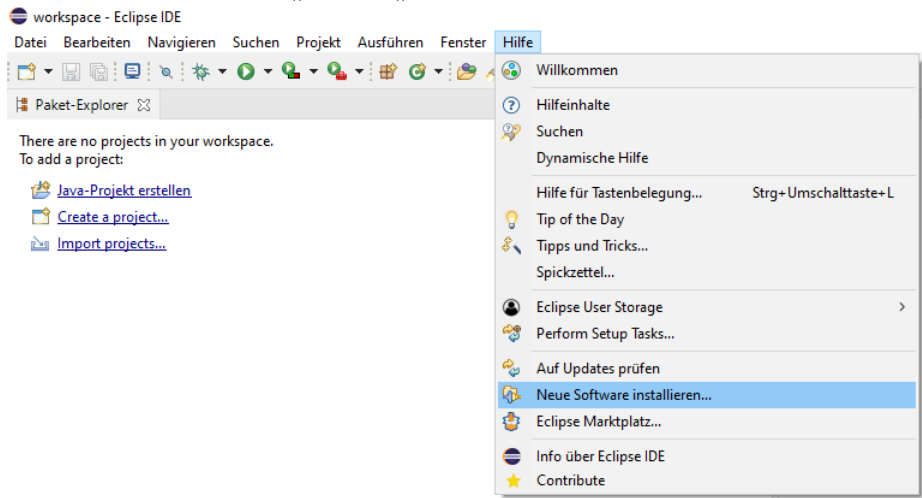 workspace - Eclipse IDE
Datei Bearbeiten Navigieren Suchen Projekt Ausführen Fenster Hilfe
Paket-Explorer
There are no projects in your workspace.
To add a project:
Java-Projekt erstellen
Create a project...
Import projects...
Willkommen
Hilfeinhalte
Suchen
Dynamische Hilfe
Hilfe für Tastenbelegung... Strg+Umschalttaste+L
Tip of the Day
Tipps und Tricks...
Spickzettel...
Eclipse User Storage
Perform Setup Tasks...
Auf Updates prüfen
Neue Software installieren...
Eclipse Marktplatz...
Info über Eclipse IDE
Contribute